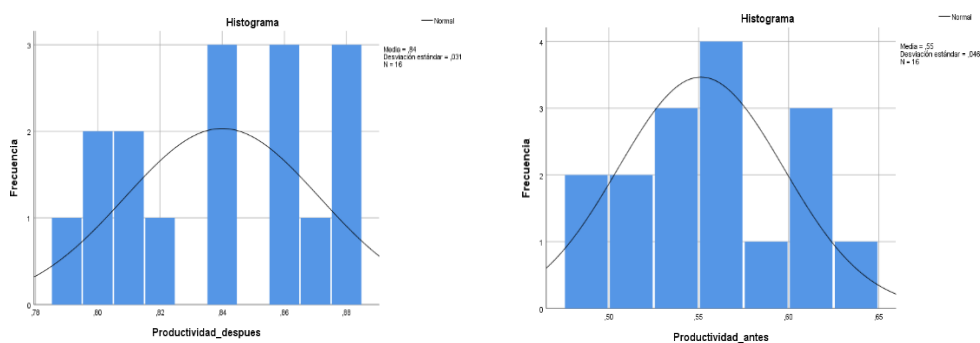 Histograma
Normal
Media = ,84
Desviación estándar = ,031
N = 16
Frecuencia
3
2
1
0
,78
,80
,82
,84
,86
,88
Productividad_despues
Histograma
Normal
Media = ,55
Desviación estándar = ,046
N = 16
Frecuencia
4
3
2
1
0
,50
,55
,60
,65
Productividad_antes